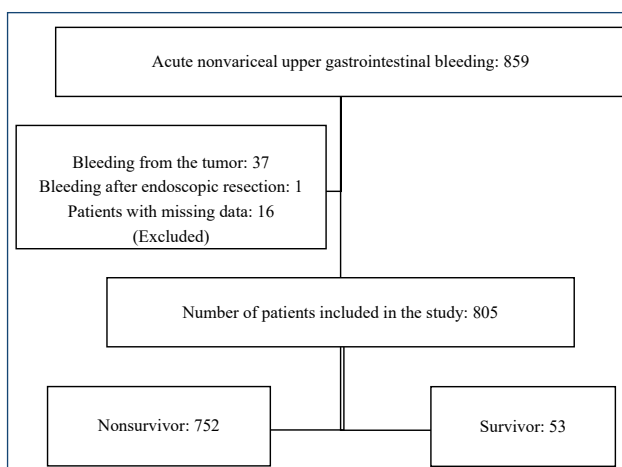 Acute nonvariceal upper gastrointestinal bleeding: 859
Bleeding from the tumor: 37
Bleeding after endoscopic resection: 1
Patients with missing data: 16
(Excluded)
Number of patients included in the study: 805
Nonsurvivor: 752
Survivor: 53